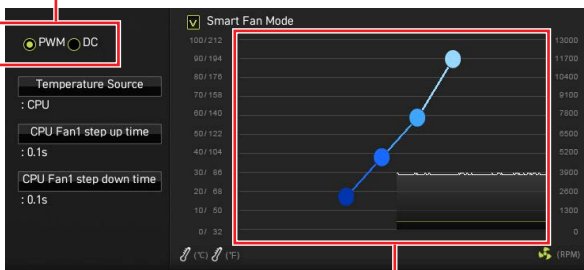 V Smart Fan Mode
PWM DC
Temperature Source
: CPU
CPU Fan1 step up time
: 0.1s
CPU Fan1 step down time
: 0.1s
100/212 13000
90/194 11700
80/176 10400
70/158 9100
60/140 7800
50/122 6500
40/104 5200
30/ 86 3900
20/ 68 2600
10/ 50 1300
0/ 32 0
(°C) (°F) (RPM)